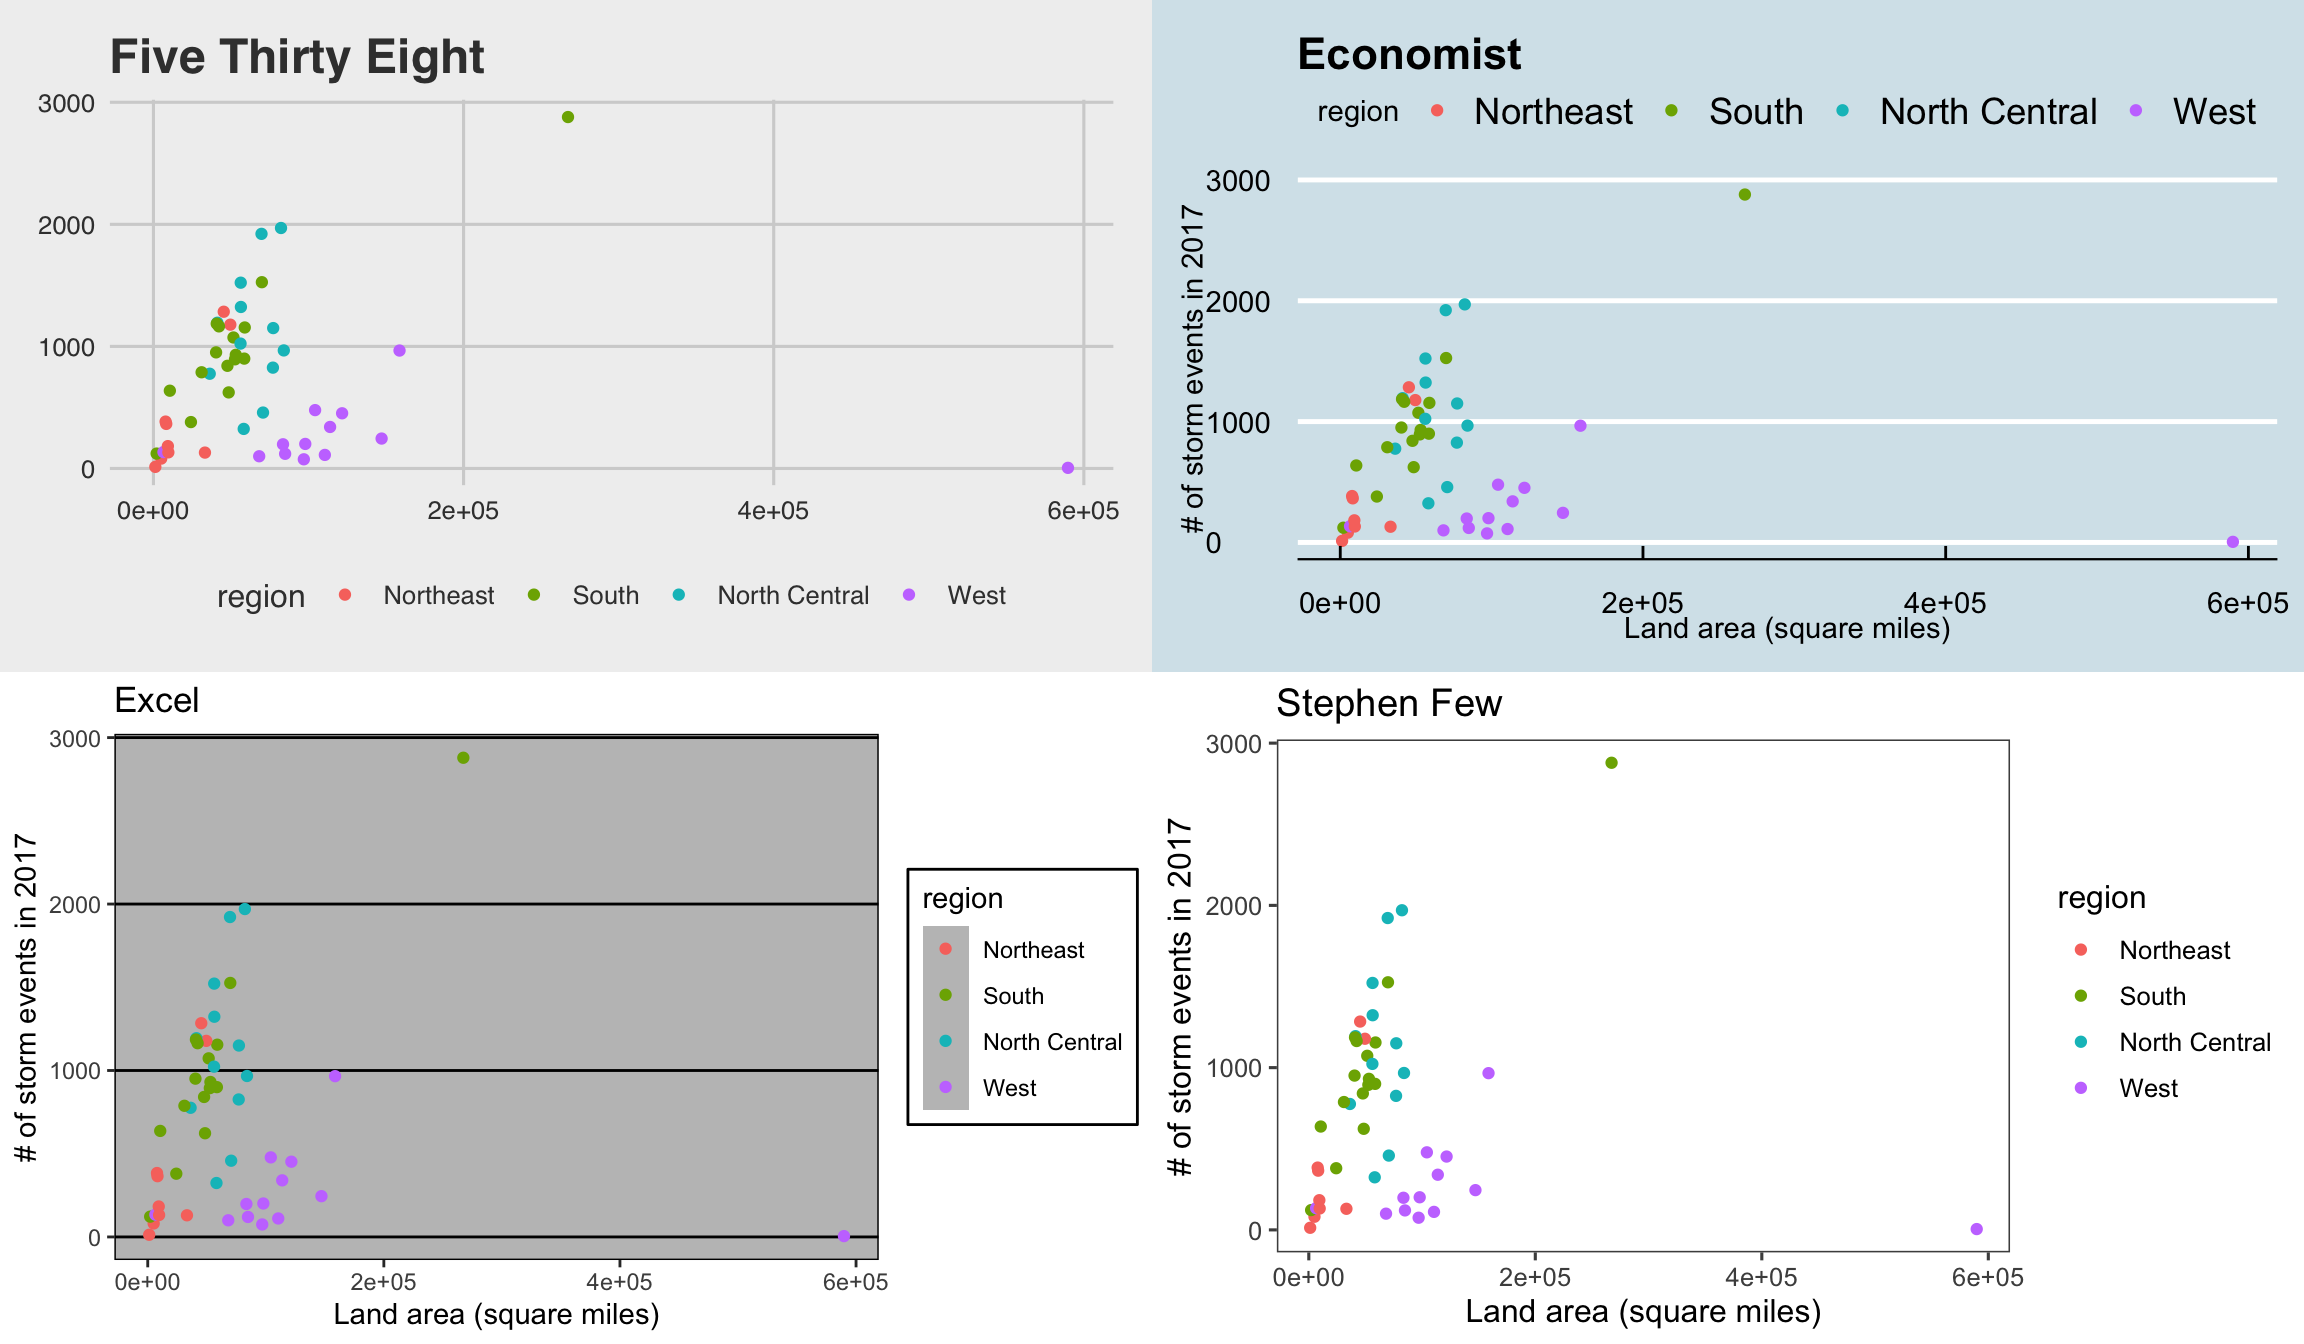 Five Thirty Eight
3000
2000
1000
0
0e+00 2e+05 4e+05 6e+05
region Northeast South North Central West
Economist
region Northeast South North Central West
# of storm events in 2017
3000
2000
1000
0
0e+00 2e+05 4e+05 6e+05
Land area (square miles)
Excel
# of storm events in 2017
3000
2000
1000
0
0e+00 2e+05 4e+05 6e+05
Land area (square miles)
region
Northeast
South
North Central
West
Stephen Few
# of storm events in 2017
3000
2000
1000
0
0e+00 2e+05 4e+05 6e+05
Land area (square miles)
region
Northeast
South
North Central
West